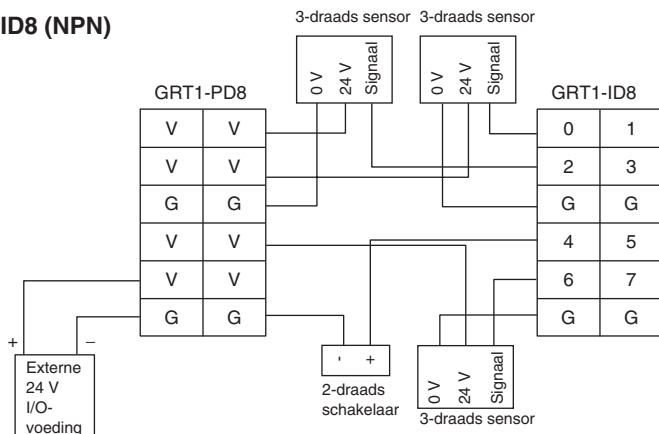 ID8 (NPN)
3-draads sensor
3-draads sensor
0 V
24 V
Signaal
0 V
24 V
Signaal
GRT1-PD8
GRT1-ID8
V V
V V
G G
V V
V V
G G
0 1
2 3
G G
4 5
6 7
G G
+ –
Externe
24 V
I/O-
voeding
- +
2-draads
schakelaar
0 V
24 V
Signaal
3-draads sensor